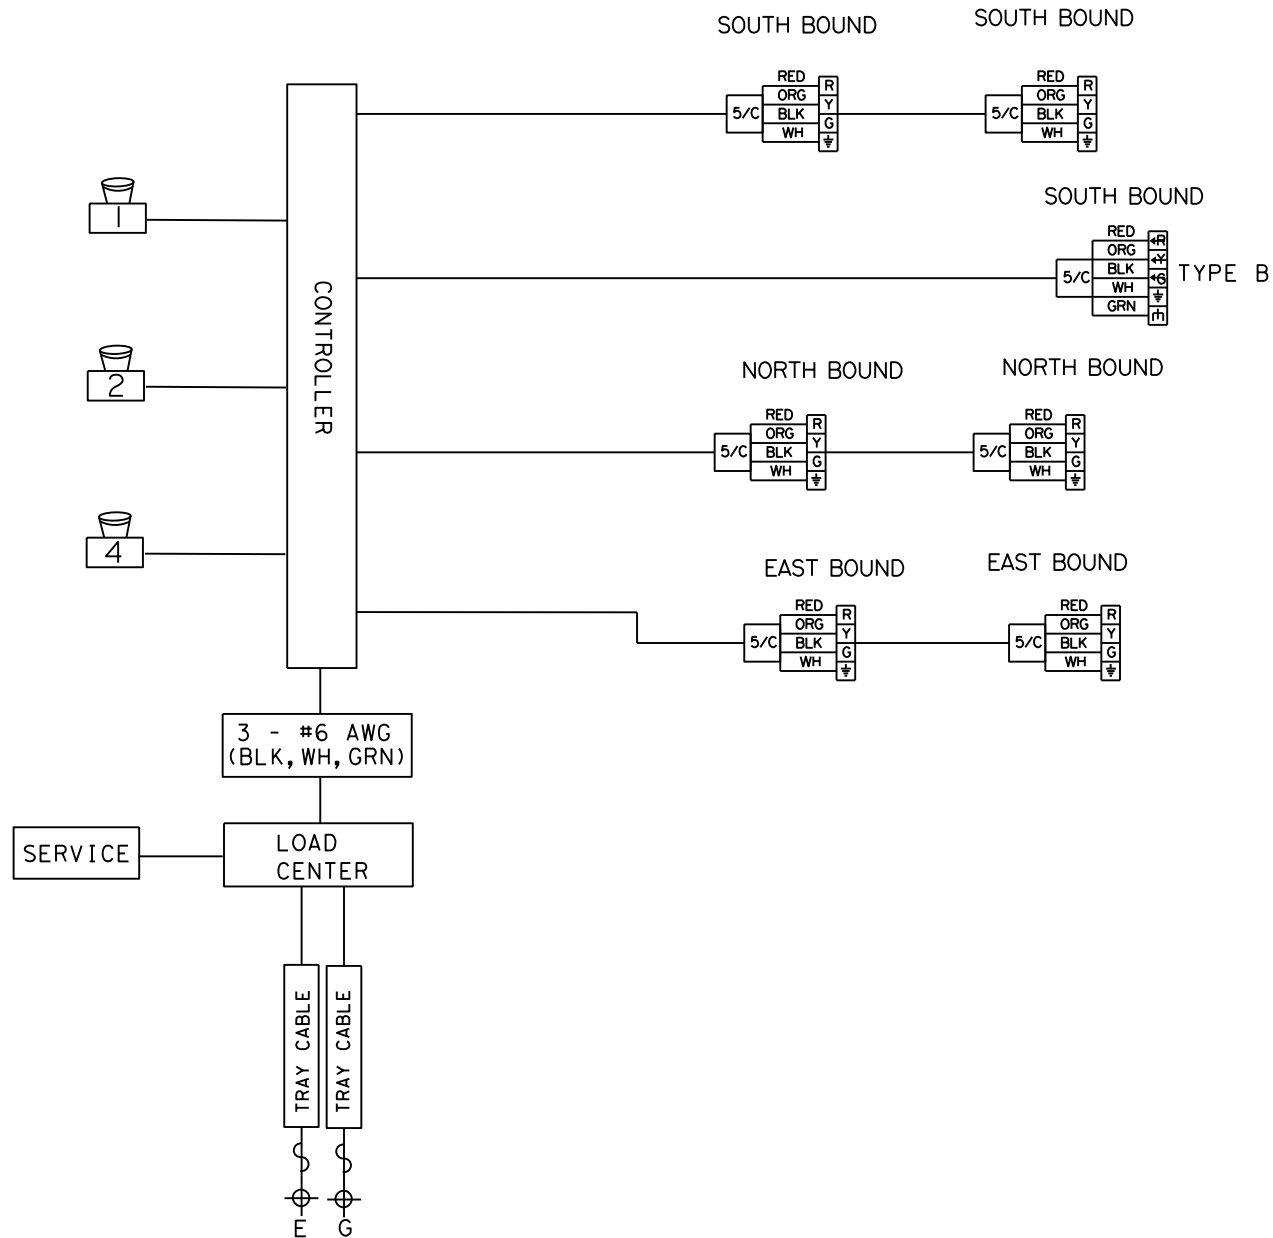 SOUTH BOUND
SOUTH BOUND
5/C
RED
ORG
BLK
WH
R
Y
G
5/C
RED
ORG
BLK
WH
R
Y
G
1
SOUTH BOUND
5/C
RED
ORG
BLK
WH
GRN
R
Y
G
TYPE B
CONTROLLER
2
NORTH BOUND
NORTH BOUND
5/C
RED
ORG
BLK
WH
R
Y
G
5/C
RED
ORG
BLK
WH
R
Y
G
4
EAST BOUND
EAST BOUND
5/C
RED
ORG
BLK
WH
R
Y
G
5/C
RED
ORG
BLK
WH
R
Y
G
3 - #6 AWG
(BLK, WH, GRN)
SERVICE
LOAD
CENTER
TRAY CABLE
TRAY CABLE
E
G